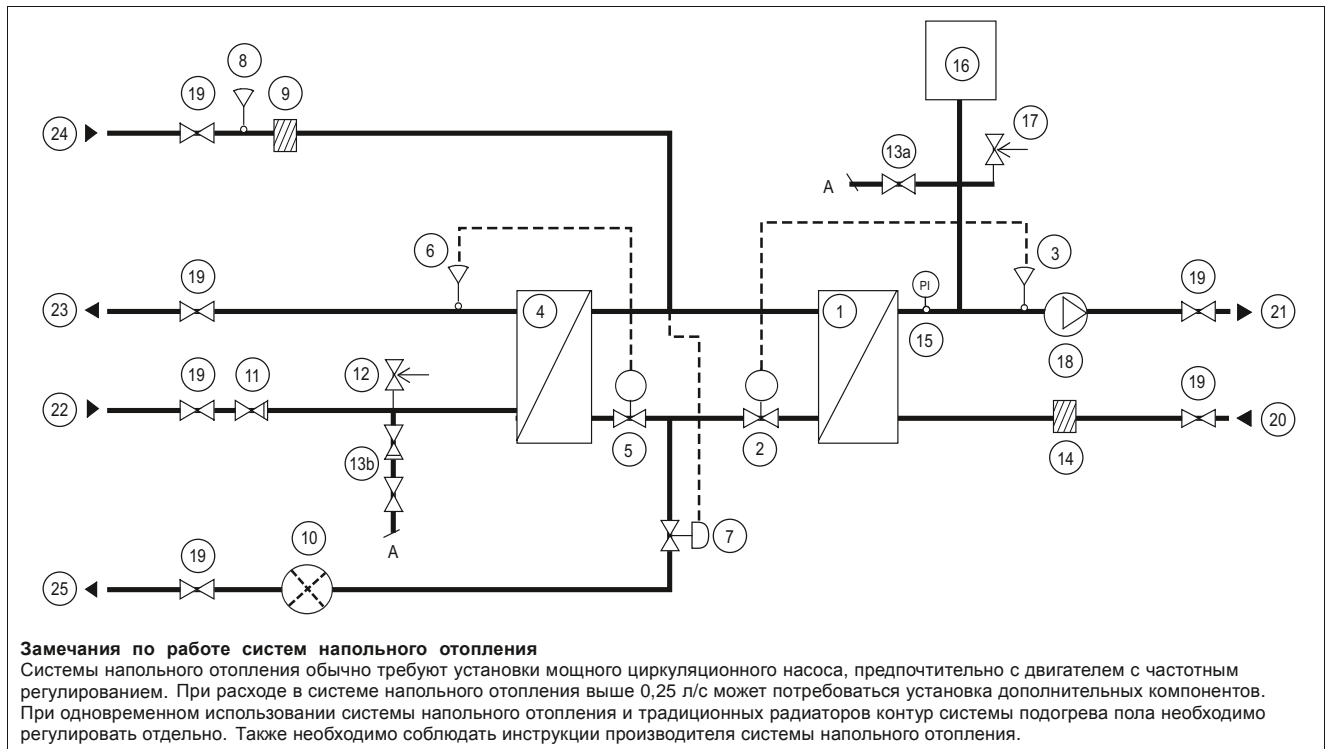 8
19
9
16
24
17
13a
A
6
3
19
19
PI
23
4
1
21
15
12
18
19
11
19
22
20
5
2
14
13b
10
7
A
19
25
Замечания по работе систем напольного отопления
Системы напольного отопления обычно требуют установки мощного циркуляционного насоса, предпочтительно с двигателем с частотным
регулированием. При расходе в системе напольного отопления выше 0,25 л/с может потребоваться установка дополнительных компонентов.
При одновременном использовании системы напольного отопления и традиционных радиаторов контур системы подогрева пола необходимо
регулировать отдельно. Также необходимо соблюдать инструкции производителя системы напольного отопления.